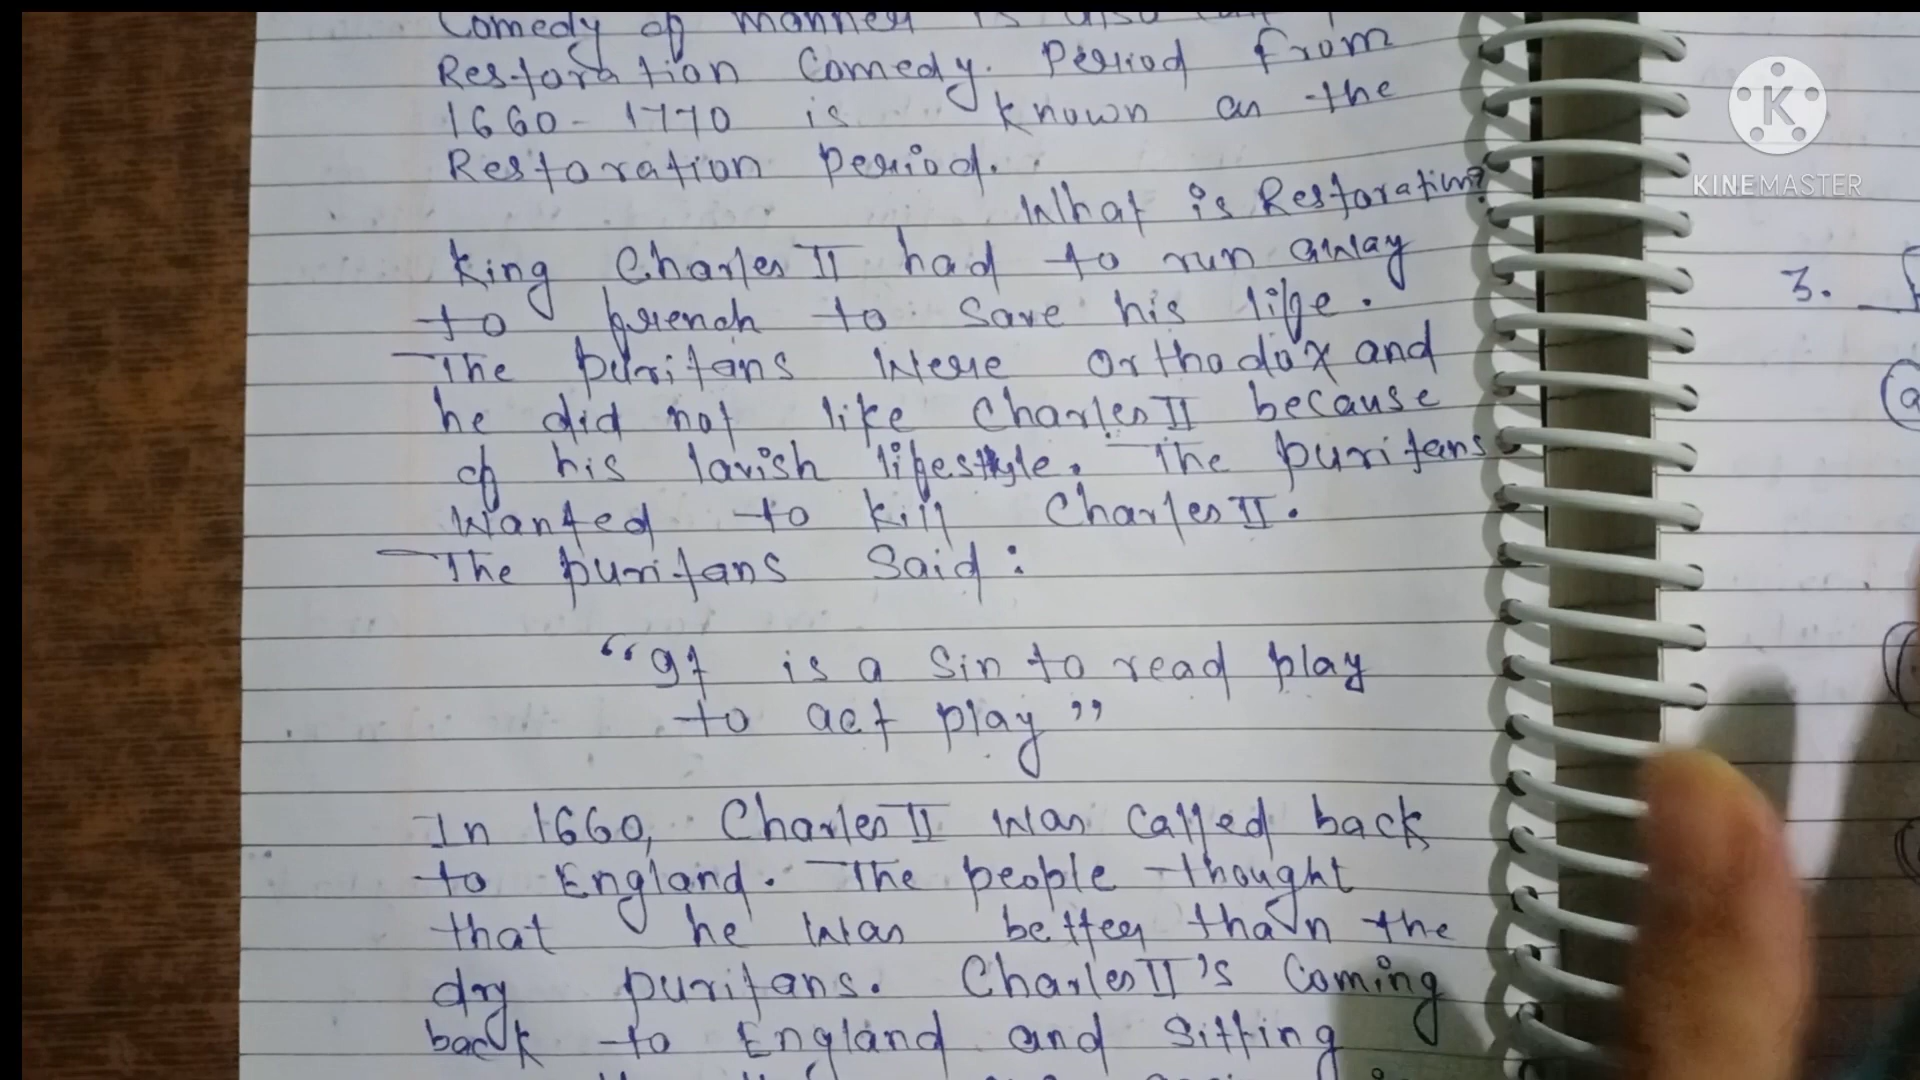 Comedy of manner is also
Restoration Comedy. Period from
1660-1770 is known as the
Restoration Period.
What is Restoration?
King Charles II had to run away
to french to save his life.
The puritans were orthodox and
he did not like Charles II because
of his lavish lifestyle. The puritans
wanted to kill Charles II.
The puritans Said:
“It is a Sin to read play
to act play”
In 1660, Charles II was called back
to England. The people thought
that he was better than the
dry puritans. Charles II's Coming
back to England and Sitting
KINEMASTER
3.
a